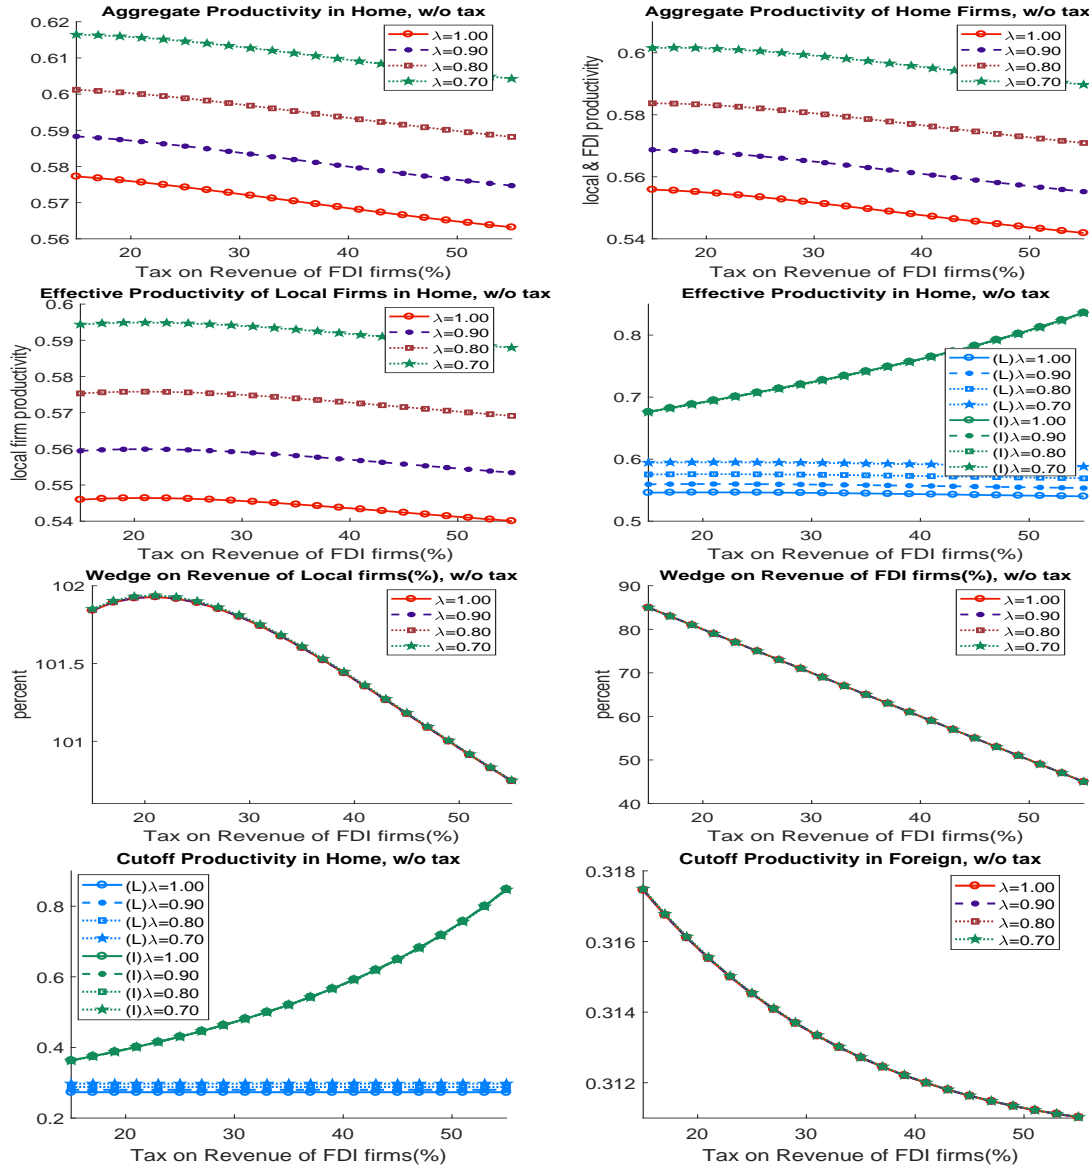 Aggregate Productivity in Home, w/o tax
0.62
0.61
0.6
0.59
0.58
0.57
0.56
20
30
40
50
Tax on Revenue of FDI firms(%)
λ=1.00
λ=0.90
λ=0.80
λ=0.70
Aggregate Productivity of Home Firms, w/o tax
local & FDI productivity
0.6
0.58
0.56
0.54
20
30
40
50
Tax on Revenue of FDI firms(%)
λ=1.00
λ=0.90
λ=0.80
λ=0.70
Effective Productivity of Local Firms in Home, w/o tax
local firm productivity
0.6
0.59
0.58
0.57
0.56
0.55
0.54
20
30
40
50
Tax on Revenue of FDI firms(%)
λ=1.00
λ=0.90
λ=0.80
λ=0.70
Effective Productivity in Home, w/o tax
0.8
0.7
0.6
0.5
20
30
40
50
Tax on Revenue of FDI firms(%)
(L)λ=1.00
(L)λ=0.90
(L)λ=0.80
(L)λ=0.70
(I)λ=1.00
(I)λ=0.90
(I)λ=0.80
(I)λ=0.70
Wedge on Revenue of Local firms(%), w/o tax
percent
102
101.5
101
20
30
40
50
Tax on Revenue of FDI firms(%)
λ=1.00
λ=0.90
λ=0.80
λ=0.70
Wedge on Revenue of FDI firms(%), w/o tax
percent
90
80
70
60
50
40
20
30
40
50
Tax on Revenue of FDI firms(%)
λ=1.00
λ=0.90
λ=0.80
λ=0.70
Cutoff Productivity in Home, w/o tax
0.8
0.6
0.4
0.2
20
30
40
50
Tax on Revenue of FDI firms(%)
(L)λ=1.00
(L)λ=0.90
(L)λ=0.80
(L)λ=0.70
(I)λ=1.00
(I)λ=0.90
(I)λ=0.80
(I)λ=0.70
Cutoff Productivity in Foreign, w/o tax
0.318
0.316
0.314
0.312
20
30
40
50
Tax on Revenue of FDI firms(%)
λ=1.00
λ=0.90
λ=0.80
λ=0.70